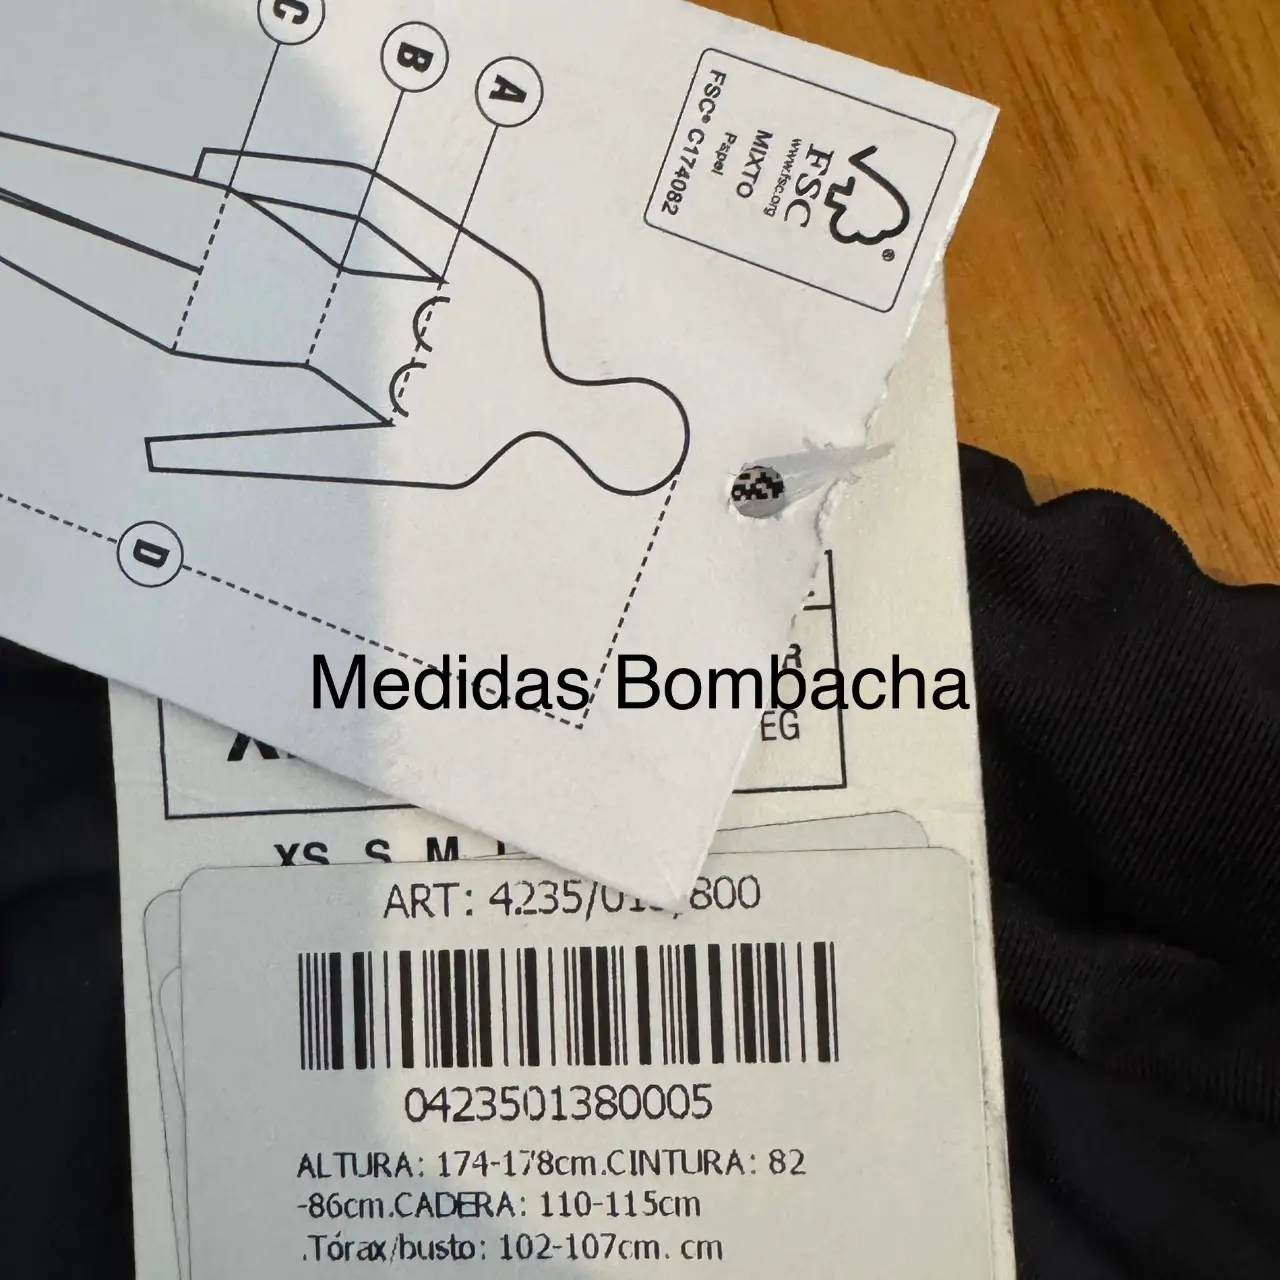 C
B
A
FSC
www.fsc.org
MIXTO
Papel
FSC® C174082
®
D
R
Medidas Bombacha
EG
XS S M
ART: 4235/01 800
0423501380005
ALTURA: 174-178cm.CINTURA: 82
-86cm.CADERA: 110-115cm
.Tórax/busto: 102-107cm. cm